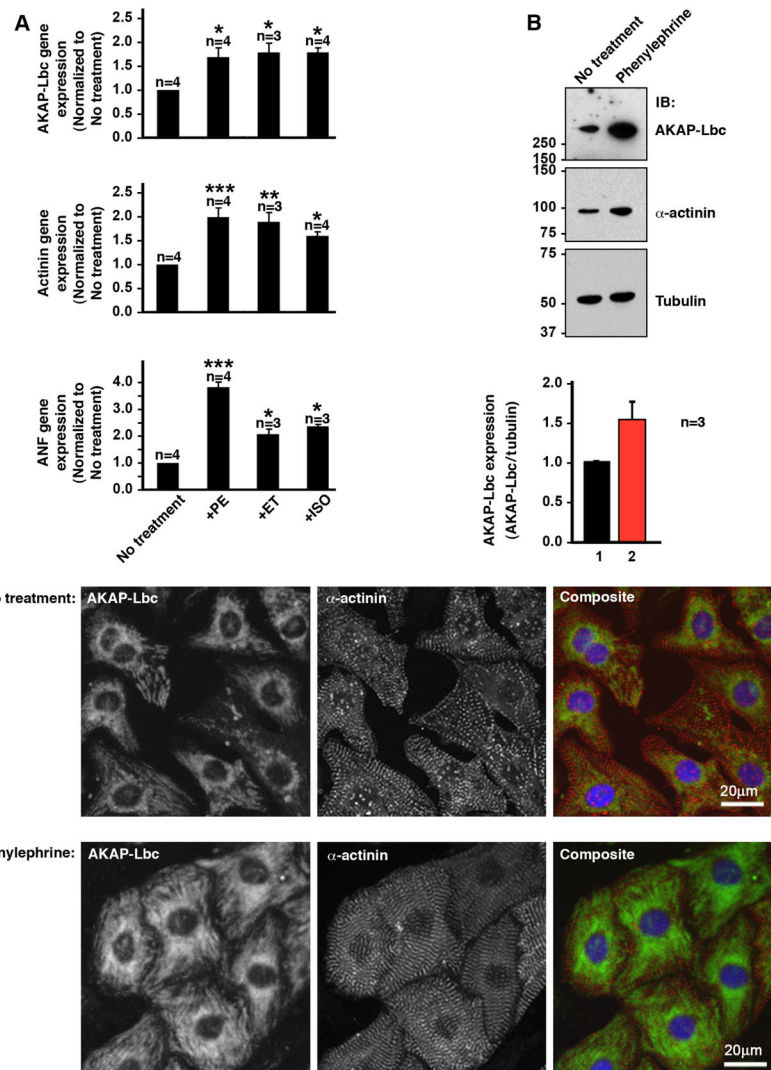 A
AKAP-Lbc gene
expression
(Normalized to
No treatment)
2.5
2.0
1.5
1.0
0.5
0.0
n=4
*
n=4
*
n=3
*
n=4
Actinin gene
expression
(Normalized to
No treatment)
2.5
2.0
1.5
1.0
0.5
0.0
n=4
***
n=4
**
n=3
*
n=4
ANF gene
expression
(Normalized to
No treatment)
4.0
3.0
2.0
1.0
0.0
n=4
***
n=4
*
n=3
*
n=3
No treatment
+PE
+ET
+ISO
B
No treatment
Phenylephrine
IB:
AKAP-Lbc
250
150
150
100
75
α-actinin
75
50
37
Tubulin
AKAP-Lbc expression
(AKAP-Lbc/tubulin)
2.0
1.5
1.0
0.5
0.0
n=3
1 2
treatment: AKAP-Lbc α-actinin Composite
20µm
nylephrine: AKAP-Lbc α-actinin Composite
20µm